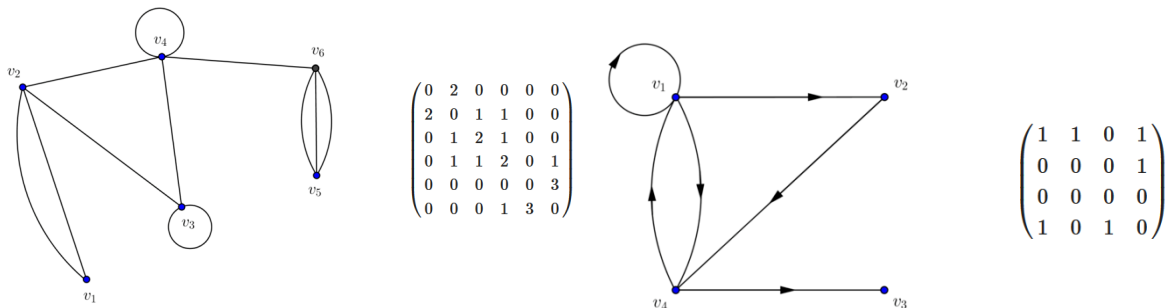 v₄
v₆
v₂
v₅
v₃
v₁
0 2 0 0 0 0
2 0 1 1 0 0
0 1 2 1 0 0
0 1 1 2 0 1
0 0 0 0 0 3
0 0 0 1 3 0
v₁
v₂
v₄
v₃
1 1 0 1
0 0 0 1
0 0 0 0
1 0 1 0